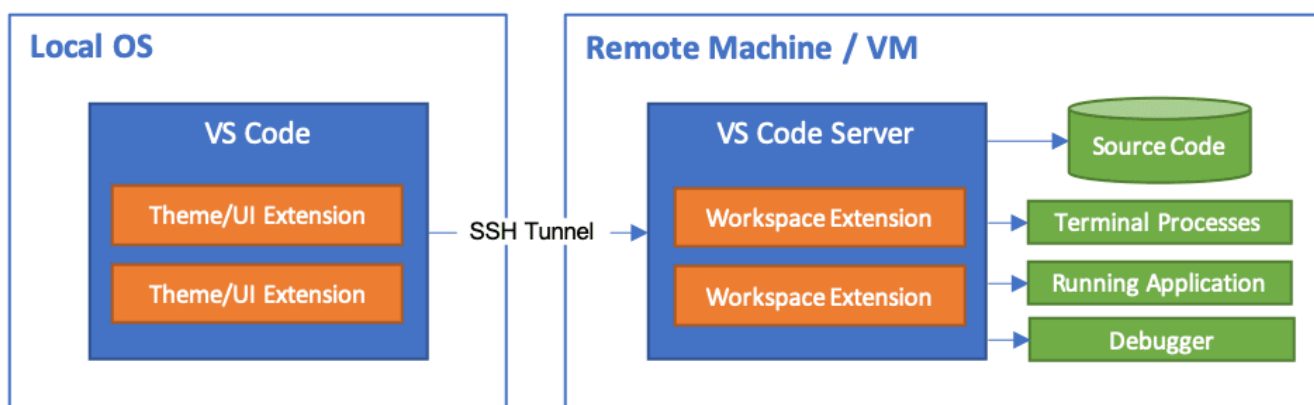 Local OS
VS Code
Theme/UI Extension
Theme/UI Extension
SSH Tunnel
Remote Machine / VM
VS Code Server
Workspace Extension
Workspace Extension
Source Code
Terminal Processes
Running Application
Debugger